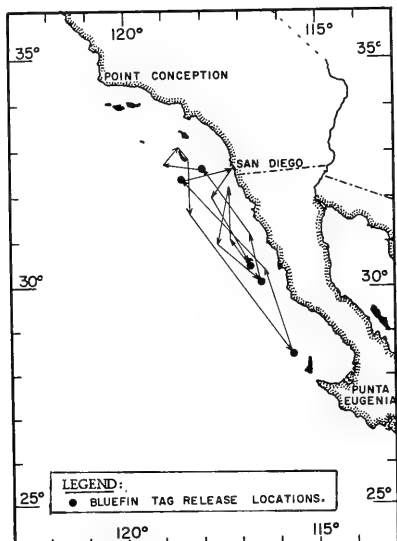 120° 115°
35° 35°
POINT CONCEPTION
SAN DIEGO
30° 30°
PUNTA
EUGENIA
LEGEND:
● BLUEFIN TAG RELEASE LOCATIONS.
25° 25°
120° 115°